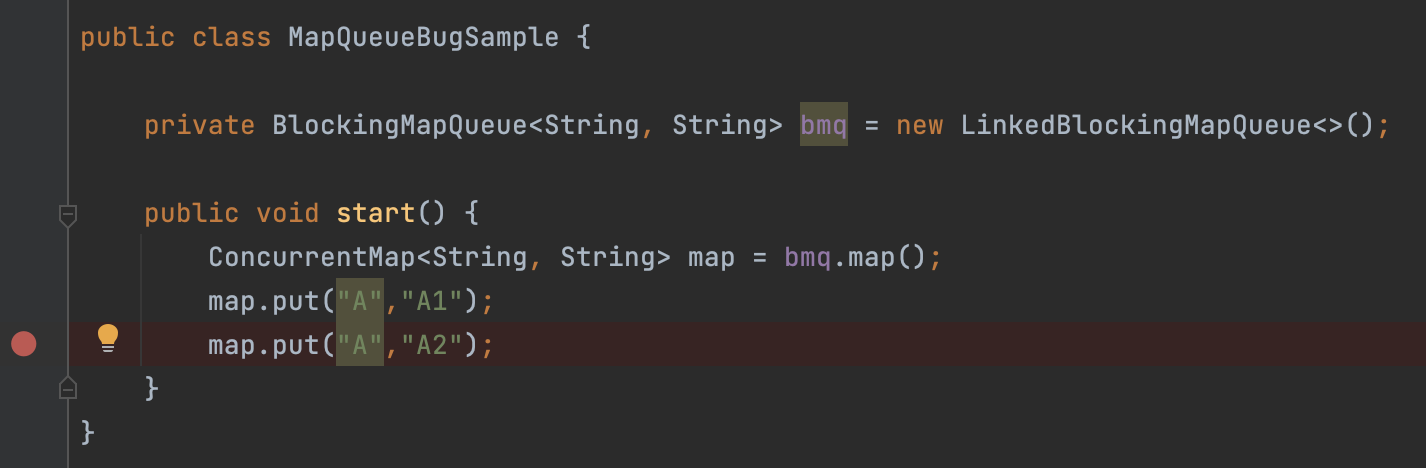 public class MapQueueBugSample {
private BlockingMapQueue<String, String> bmq = new LinkedBlockingMapQueue<>();
public void start() {
ConcurrentMap<String, String> map = bmq.map();
map.put("A","A1");
map.put("A","A2");
}
}